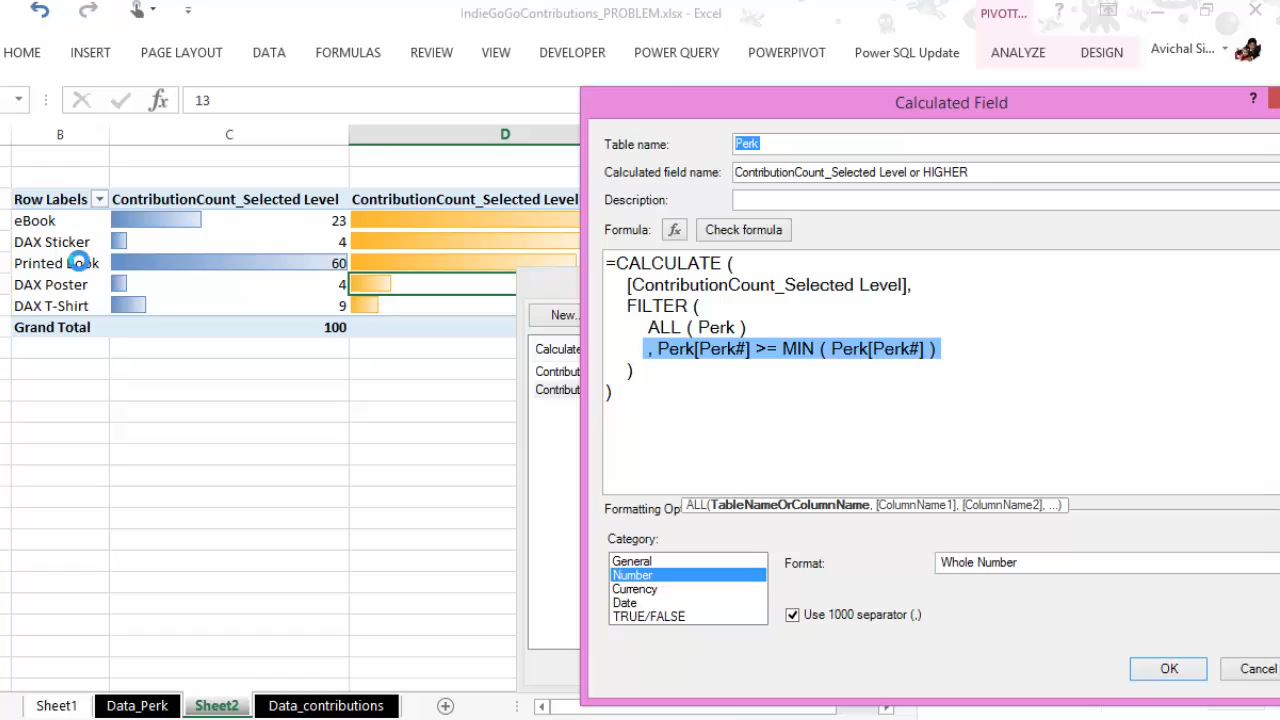 IndieGoGoContributions_PROBLEM.xlsx - Excel
PIVOTT... ?
HOME INSERT PAGE LAYOUT DATA FORMULAS REVIEW VIEW DEVELOPER POWER QUERY POWERPIVOT Power SQL Update ANALYZE DESIGN Avichal Si...
fx 13
Calculated Field ?
B C D
Table name: Perk
Calculated field name: ContributionCount_Selected Level or HIGHER
Description:
Formula: fx Check formula
Row Labels ContributionCount_Selected Level ContributionCount_Selected Level
eBook 23
DAX Sticker 4
Printed Book 60
DAX Poster 4
DAX T-Shirt 9
Grand Total 100
New..
Calculate
Contribut
Contribut
=CALCULATE (
[ContributionCount_Selected Level],
FILTER (
ALL ( Perk )
, Perk[Perk#] >= MIN ( Perk[Perk#] )
)
)
Formatting Op
ALL(TableNameOrColumnName, [ColumnName1], [ColumnName2], ...)
Category:
General
Number
Currency
Date
TRUE/FALSE
Format: Whole Number
Use 1000 separator (,)
OK Cancel
Sheet1 Data_Perk Sheet2 Data_contributions